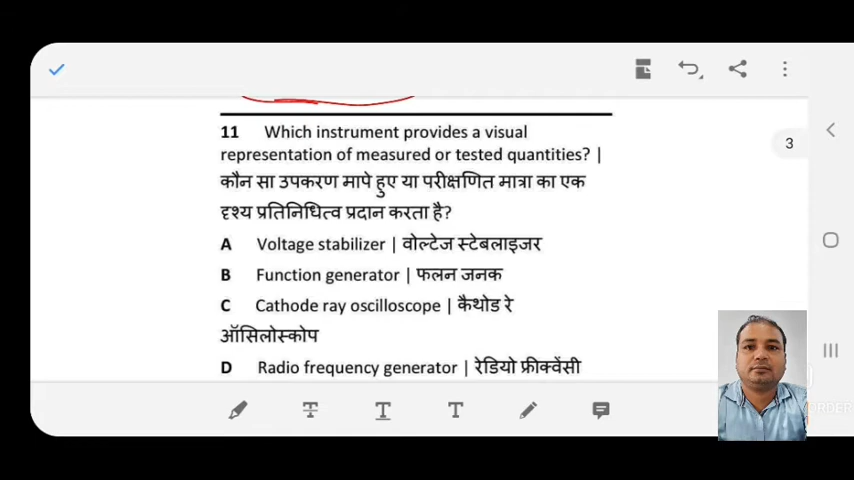 11 Which instrument provides a visual
3
representation of measured or tested quantities? |
कौन सा उपकरण मापे हुए या परीक्षणित मात्रा का एक
दृश्य प्रतिनिधित्व प्रदान करता है?
A Voltage stabilizer | वोल्टेज स्टेबलाइजर
B Function generator | फलन जनक
C Cathode ray oscilloscope | कैथोड रे
ऑसिलोस्कोप
D Radio frequency generator | रेडियो फ्रीक्वेंसी